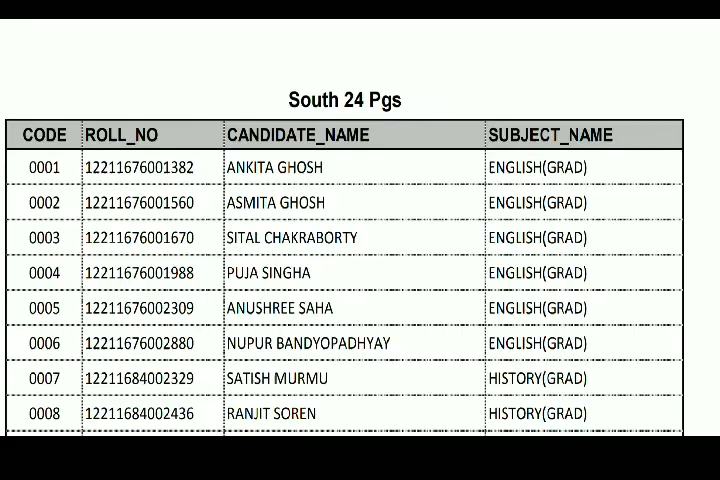 South 24 Pgs
CODE ROLL_NO CANDIDATE_NAME SUBJECT_NAME
0001 12211676001382 ANKITA GHOSH ENGLISH(GRAD)
0002 12211676001560 ASMITA GHOSH ENGLISH(GRAD)
0003 12211676001670 SITAL CHAKRABORTY ENGLISH(GRAD)
0004 12211676001988 PUJA SINGHA ENGLISH(GRAD)
0005 12211676002309 ANUSHREE SAHA ENGLISH(GRAD)
0006 12211676002880 NUPUR BANDYOPADHYAY ENGLISH(GRAD)
0007 12211684002329 SATISH MURMU HISTORY(GRAD)
0008 12211684002436 RANJIT SOREN HISTORY(GRAD)